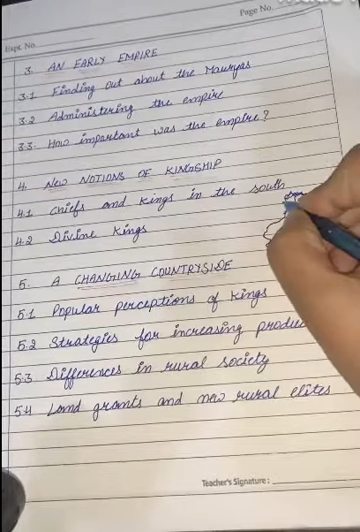 Page No.
Expt. No.
3. AN EARLY EMPIRE
3.1 Finding out about the Mauryas
3.2 Administering the empire
3.3. How important was the empire?
4. NEW NOTIONS OF KINGSHIP
4.1 Chiefs and Kings in the south
4.2 Divine Kings
5. A CHANGING COUNTRYSIDE
5.1 Popular perceptions of Kings
5.2 Strategies for increasing
5.3 Differences in rural society
5.4 Land grants and new rural elites
Teacher's Signature :